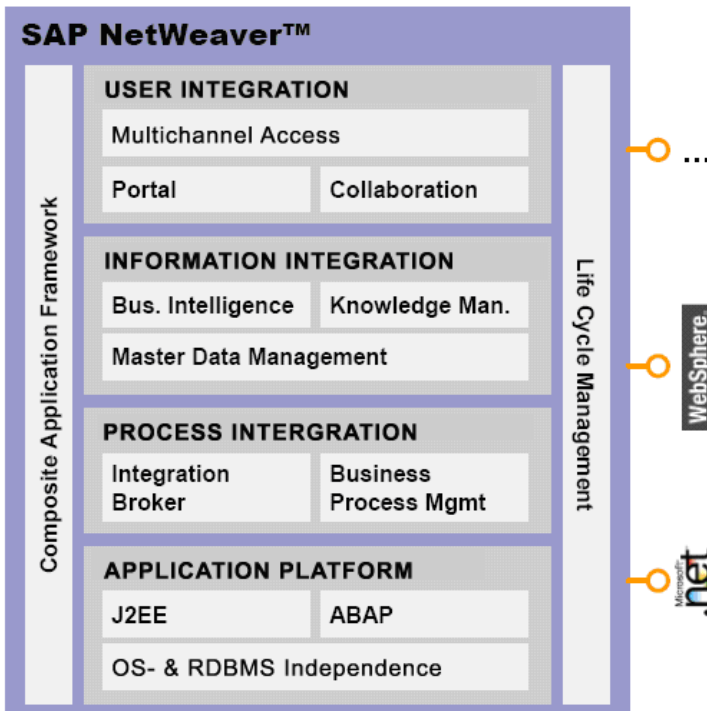 SAP NetWeaver™
Composite Application Framework
USER INTEGRATION
Multichannel Access
Portal
Collaboration
INFORMATION INTEGRATION
Bus. Intelligence
Knowledge Man.
Master Data Management
PROCESS INTERGRATION
Integration
Broker
Business
Process Mgmt
APPLICATION PLATFORM
J2EE
ABAP
OS- & RDBMS Independence
Life Cycle Management
...
WebSphere.
Microsoft
.net